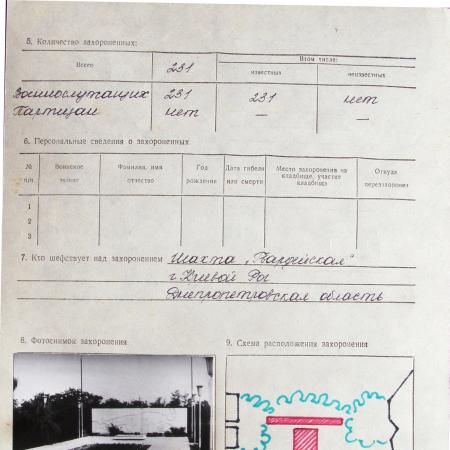 5. Количество захороненных:
Всего 231 Втом числе:
известных неизвестных
Военнослужащих 231 231 нет
Партизан нет — —
6. Персональные сведения о захороненных
№ п/п Воинское звание Фамилия, имя отчество Год рождения Дата гибели или смерти Место захоронения на кладбище, участке кладбища Откуда перезахоронен
1
2
3
7. Кто шефствует над захоронением Шахта „Гвардейская"
г. Кривой Рог
Днепропетровская область
8. Фотоснимок захоронения 9. Схема расположения захоронения